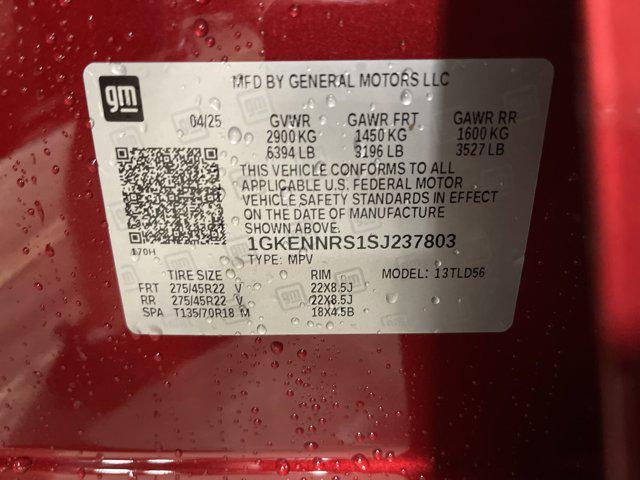 gm
MFD BY GENERAL MOTORS LLC
04/25 GVWR GAWR FRT GAWR RR
2900 KG 1450 KG 1600 KG
6394 LB 3196 LB 3527 LB
THIS VEHICLE CONFORMS TO ALL
APPLICABLE U.S. FEDERAL MOTOR
VEHICLE SAFETY STANDARDS IN EFFECT
ON THE DATE OF MANUFACTURE
SHOWN ABOVE.
1GKENNRS1SJ237803
170H
TYPE: MPV
TIRE SIZE RIM MODEL: 13TLD56
FRT 275/45R22 V 22X8.5J
RR 275/45R22 V 22X8.5J
SPA T135/70R18 M 18X4.5B